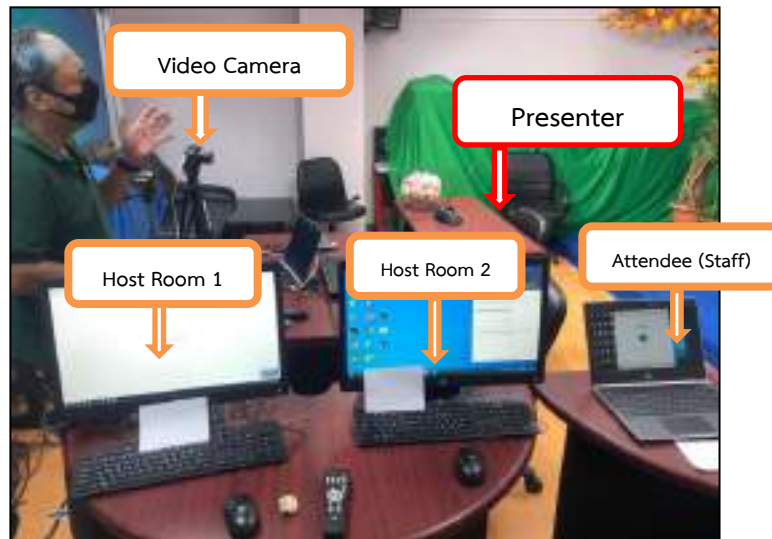 Video Camera
Presenter
Host Room 1
Host Room 2
Attendee (Staff)